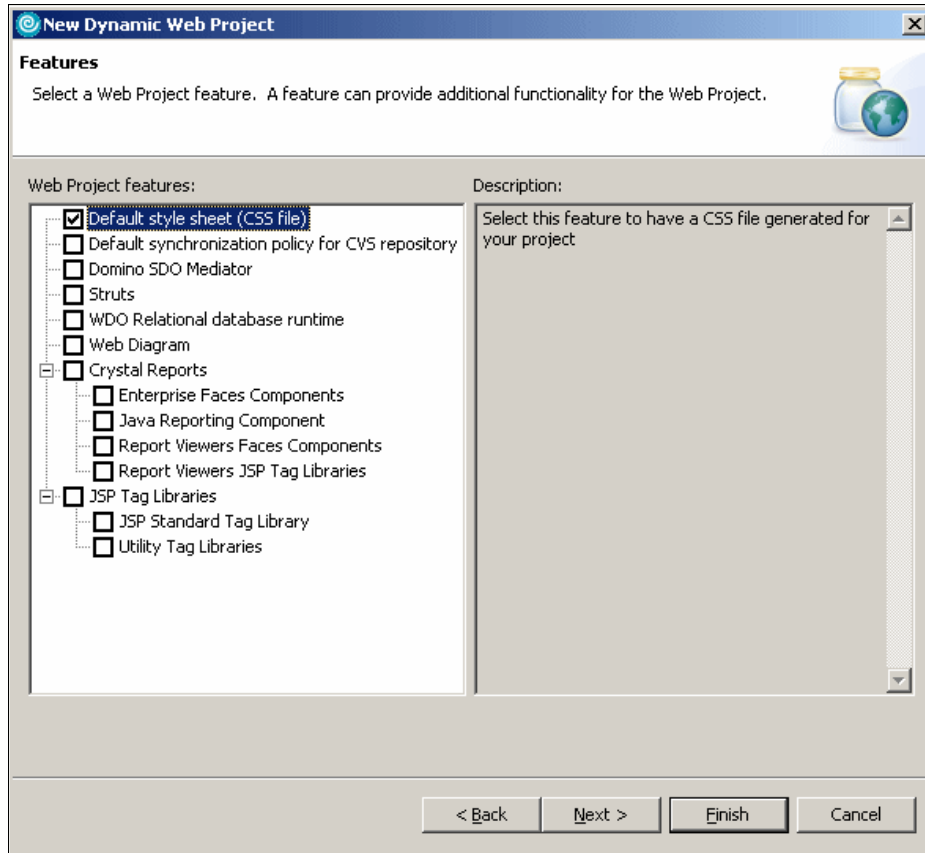 New Dynamic Web Project
Features
Select a Web Project feature. A feature can provide additional functionality for the Web Project.
Web Project features:
Default style sheet (CSS file)
Default synchronization policy for CVS repository
Domino SDO Mediator
Struts
WDO Relational database runtime
Web Diagram
Crystal Reports
Enterprise Faces Components
Java Reporting Component
Report Viewers Faces Components
Report Viewers JSP Tag Libraries
JSP Tag Libraries
JSP Standard Tag Library
Utility Tag Libraries
Description:
Select this feature to have a CSS file generated for
your project
< Back
Next >
Finish
Cancel